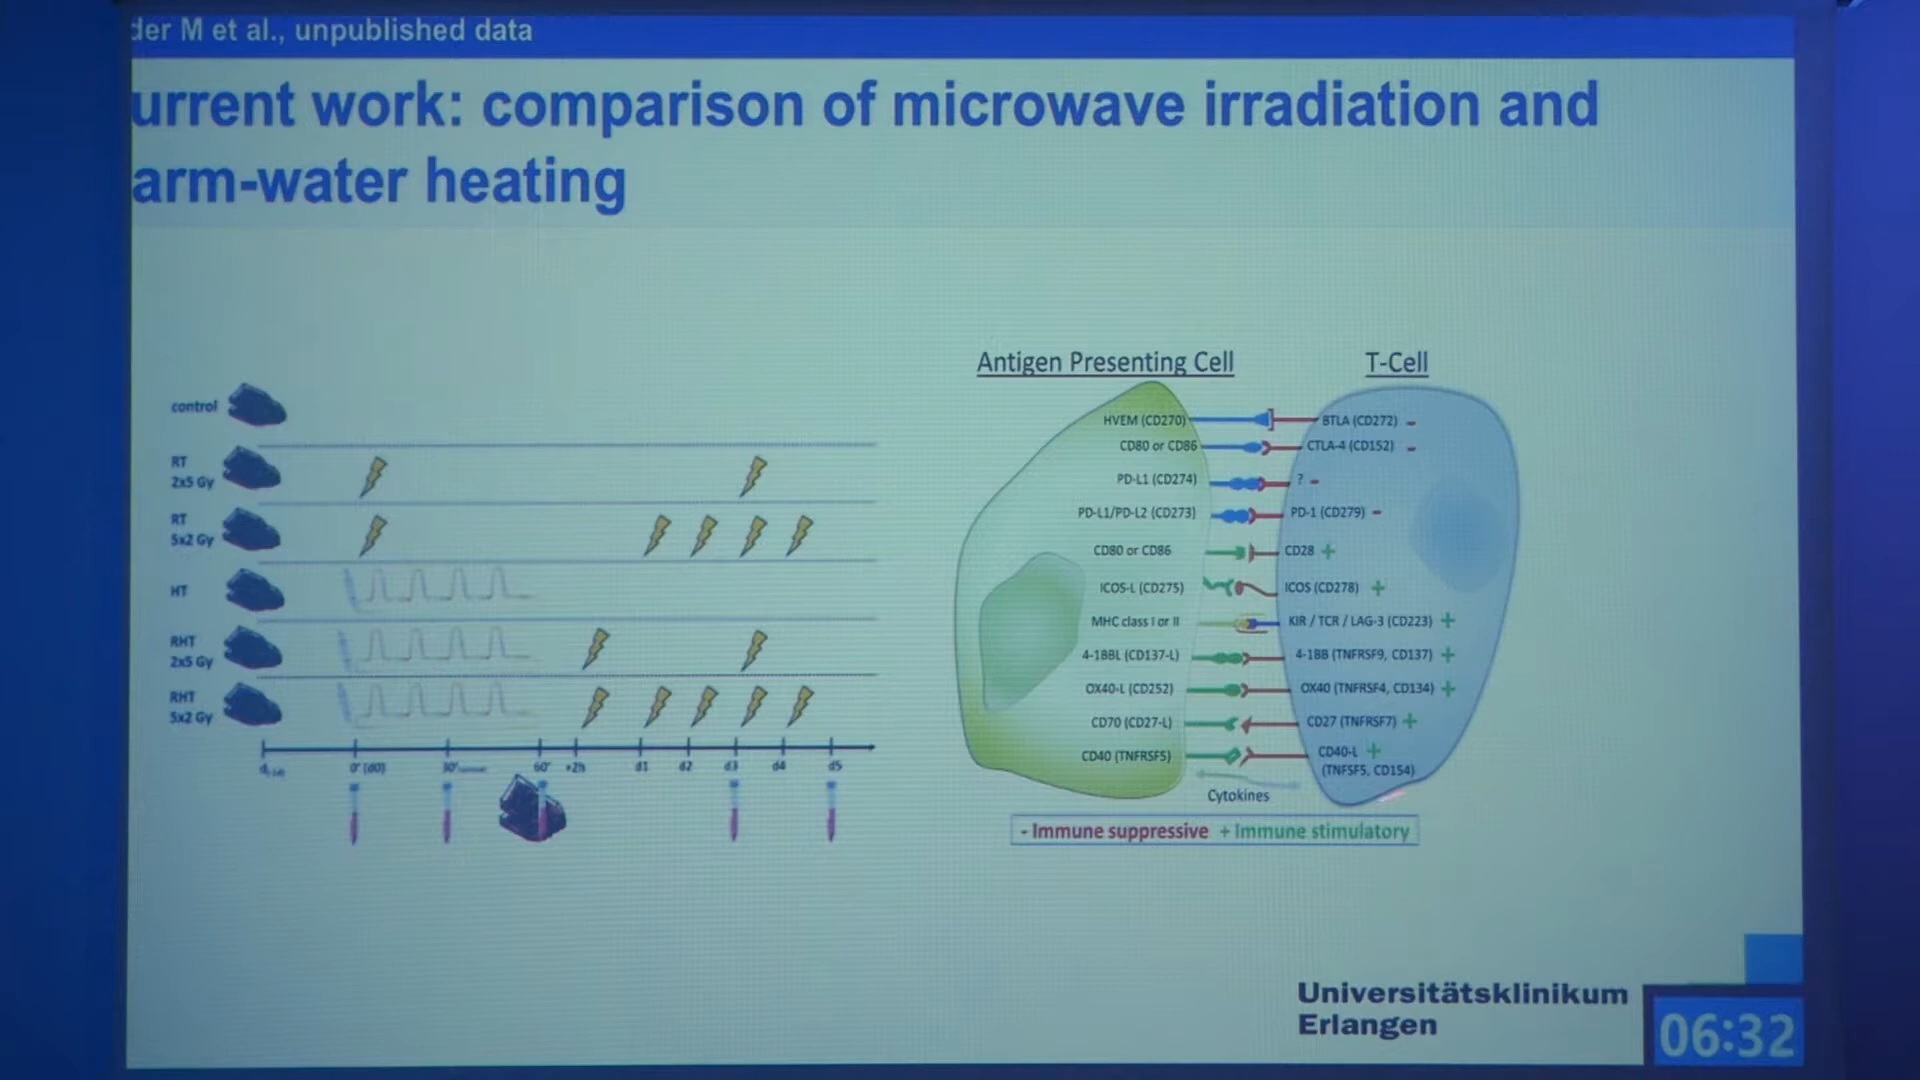 der M et al., unpublished data
urrent work: comparison of microwave irradiation and
arm-water heating
control
RT
2x5 Gy
RT
5x2 Gy
HT
RHT
2x5 Gy
RHT
5x2 Gy
0' (d0)
30'
60'
+2h
d1
d2
d3
d4
d5
Antigen Presenting Cell
T-Cell
HVEM (CD270)
BTLA (CD272) -
CD80 or CD86
CTLA-4 (CD152) -
PD-L1 (CD274)
? -
PD-L1/PD-L2 (CD273)
PD-1 (CD279) -
CD80 or CD86
CD28 +
ICOS-L (CD275)
ICOS (CD278) +
MHC class I or II
KIR / TCR / LAG-3 (CD223) +
4-1BBL (CD137-L)
4-1BB (TNFRSF9, CD137) +
OX40-L (CD252)
OX40 (TNFRSF4, CD134) +
CD70 (CD27-L)
CD27 (TNFRSF7) +
CD40 (TNFRSF5)
CD40-L +
(TNFSF5, CD154)
Cytokines
- Immune suppressive + Immune stimulatory
Universitätsklinikum
Erlangen
06:32